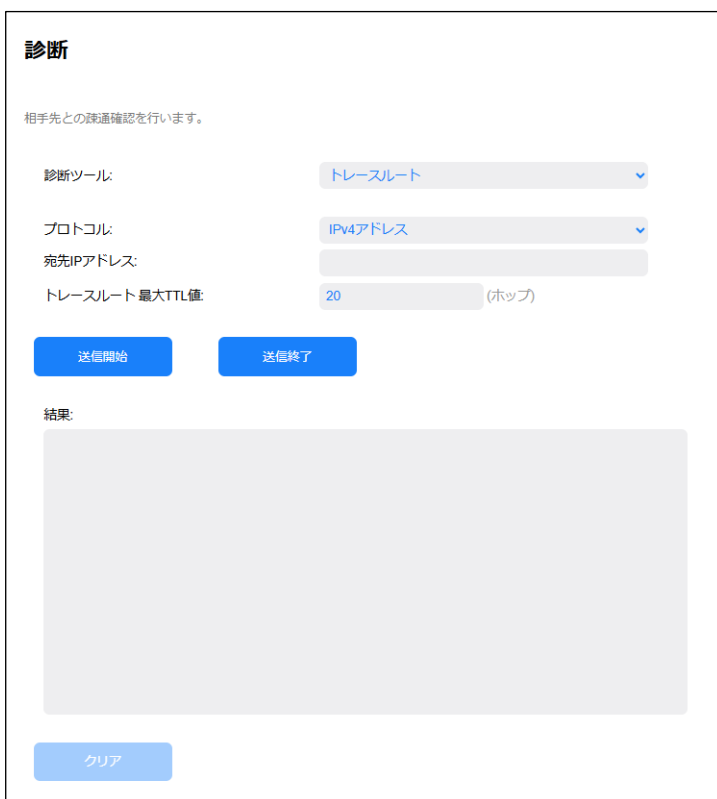 診断
相手先との疎通確認を行います。
診断ツール: トレースルート
プロトコル: IPv4アドレス
宛先IPアドレス:
トレースルート 最大TTL値: 20 (ホップ)
送信開始 送信終了
結果:
クリア